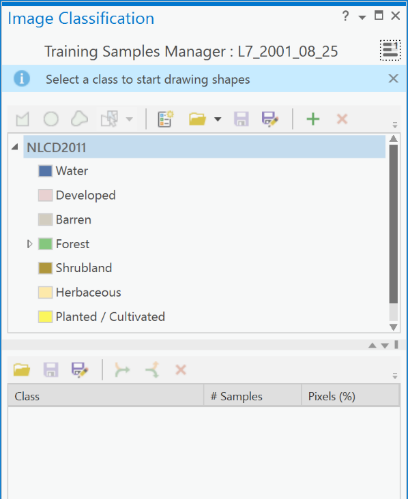 Image Classification
Training Samples Manager : L7_2001_08_25
Select a class to start drawing shapes
NLCD2011
Water
Developed
Barren
Forest
Shrubland
Herbaceous
Planted / Cultivated
Class # Samples Pixels (%)